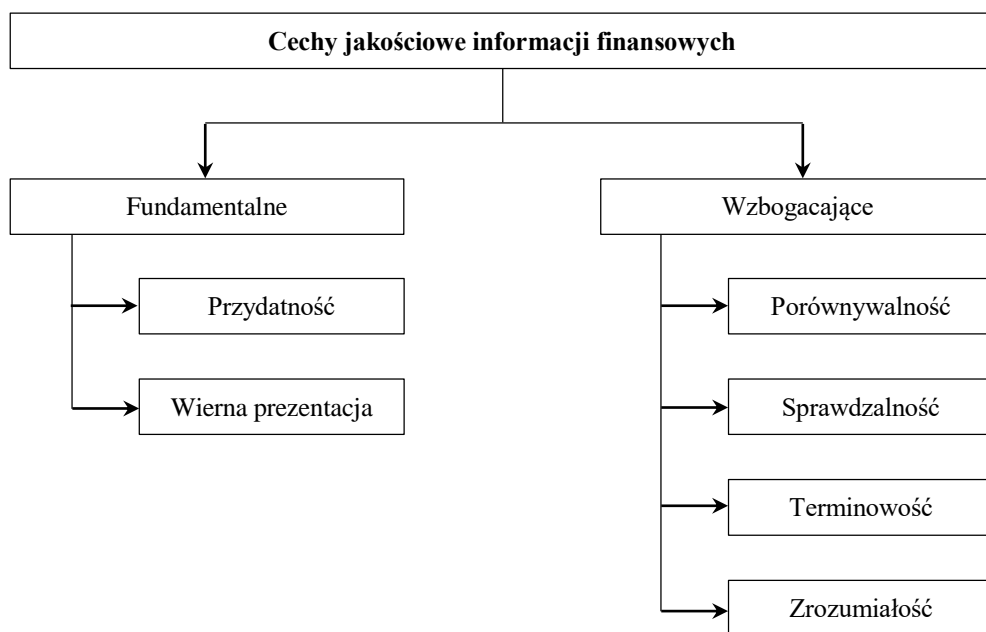 Cechy jakościowe informacji finansowych
Fundamentalne
Przydatność
Wierna prezentacja
Wzbogacające
Porównywalność
Sprawdzalność
Terminowość
Zrozumiałość